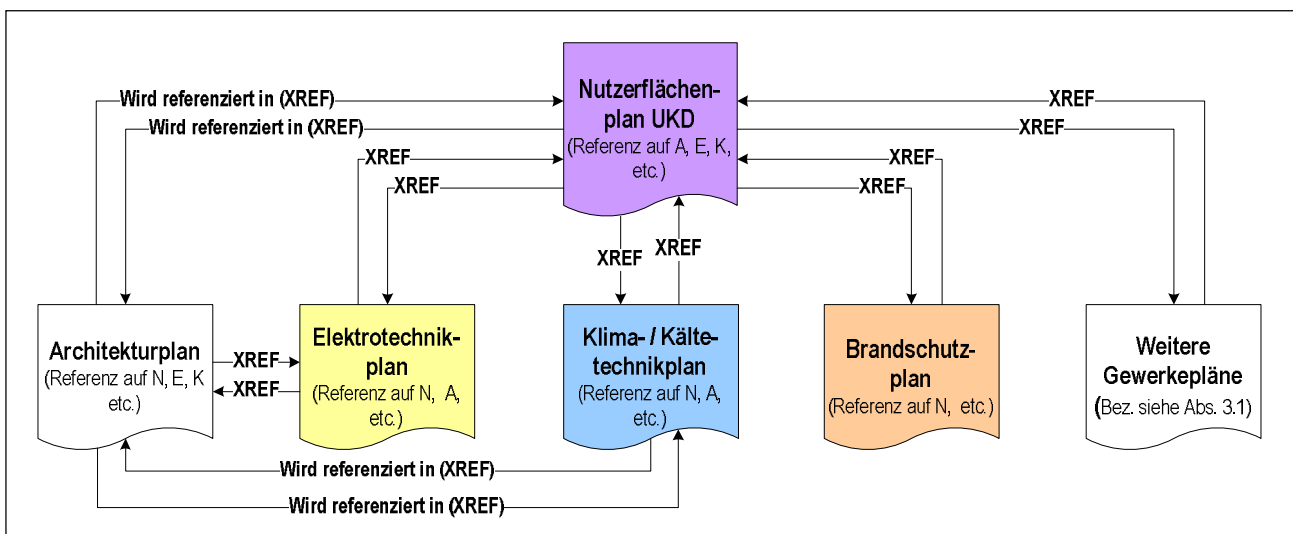 Nutzerflächen-
plan UKD
(Referenz auf A, E, K,
etc.)
Wird referenziert in (XREF)
Wird referenziert in (XREF)
XREF
XREF
XREF
XREF
XREF
XREF
XREF
XREF
Architekturplan
(Referenz auf N, E, K
etc.)
XREF
XREF
Elektrotechnik-
plan
(Referenz auf N, A,
etc.)
Klima- / Kälte-
technikplan
(Referenz auf N, A,
etc.)
Brandschutz-
plan
(Referenz auf N, etc.)
Weitere
Gewerkepläne
(Bez. siehe Abs. 3.1)
Wird referenziert in (XREF)
Wird referenziert in (XREF)